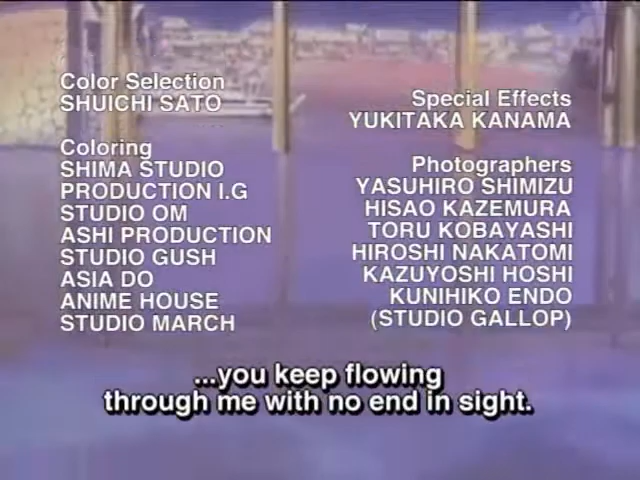 Color Selection
SHUICHI SATO
Coloring
SHIMA STUDIO
PRODUCTION I.G
STUDIO OM
ASHI PRODUCTION
STUDIO GUSH
ASIA DO
ANIME HOUSE
STUDIO MARCH
Special Effects
YUKITAKA KANAMA
Photographers
YASUHIRO SHIMIZU
HISAO KAZEMURA
TORU KOBAYASHI
HIROSHI NAKATOMI
KAZUYOSHI HOSHI
KUNIHIKO ENDO
(STUDIO GALLOP)
...you keep flowing
through me with no end in sight.